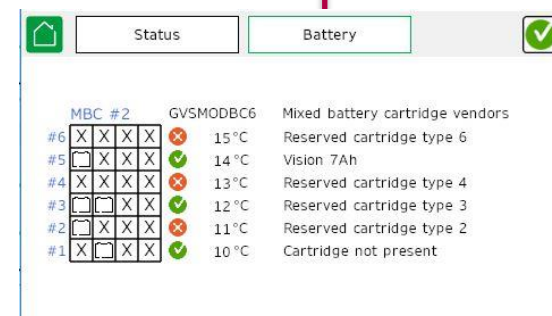 Status Battery
MBC #2 GVSMODBC6 Mixed battery cartridge vendors
#6 X X X X 15°C Reserved cartridge type 6
#5 X X X 14°C Vision 7Ah
#4 X X X X 13°C Reserved cartridge type 4
#3 X X 12°C Reserved cartridge type 3
#2 X X X 11°C Reserved cartridge type 2
#1 X X X 10°C Cartridge not present